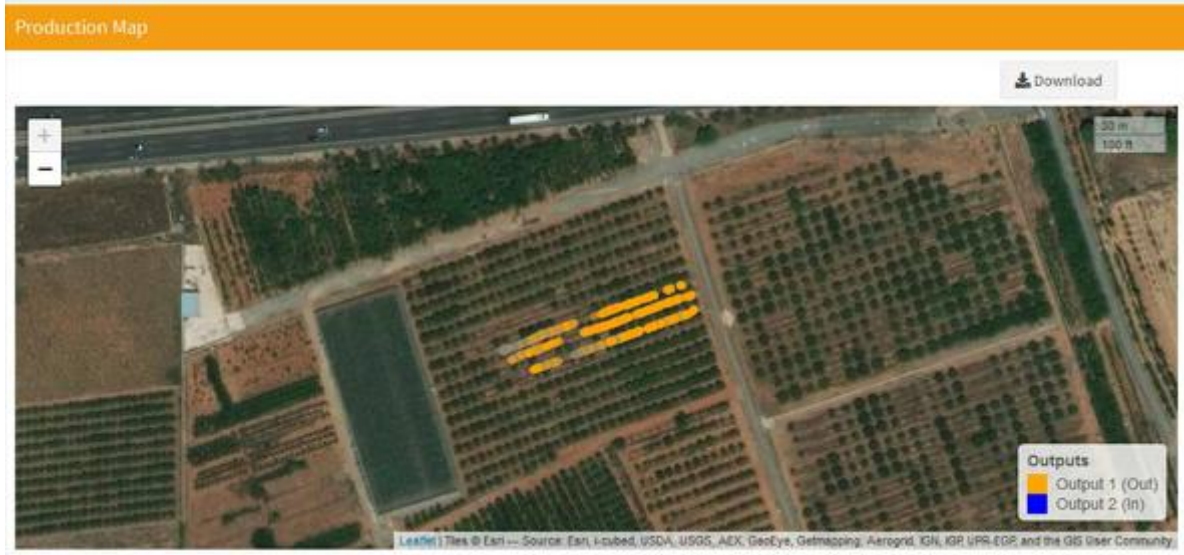 Production Map
Download
+
30 m
100 ft
−
Outputs
Output 1 (Out)
Output 2 (In)
Leaflet | Tiles © Esri — Source: Esri, i-cubed, USDA, USGS, AEX, GeoEye, Getmapping, Aerogrid, IGN, IGP, UPR-EGP, and the GIS User Community